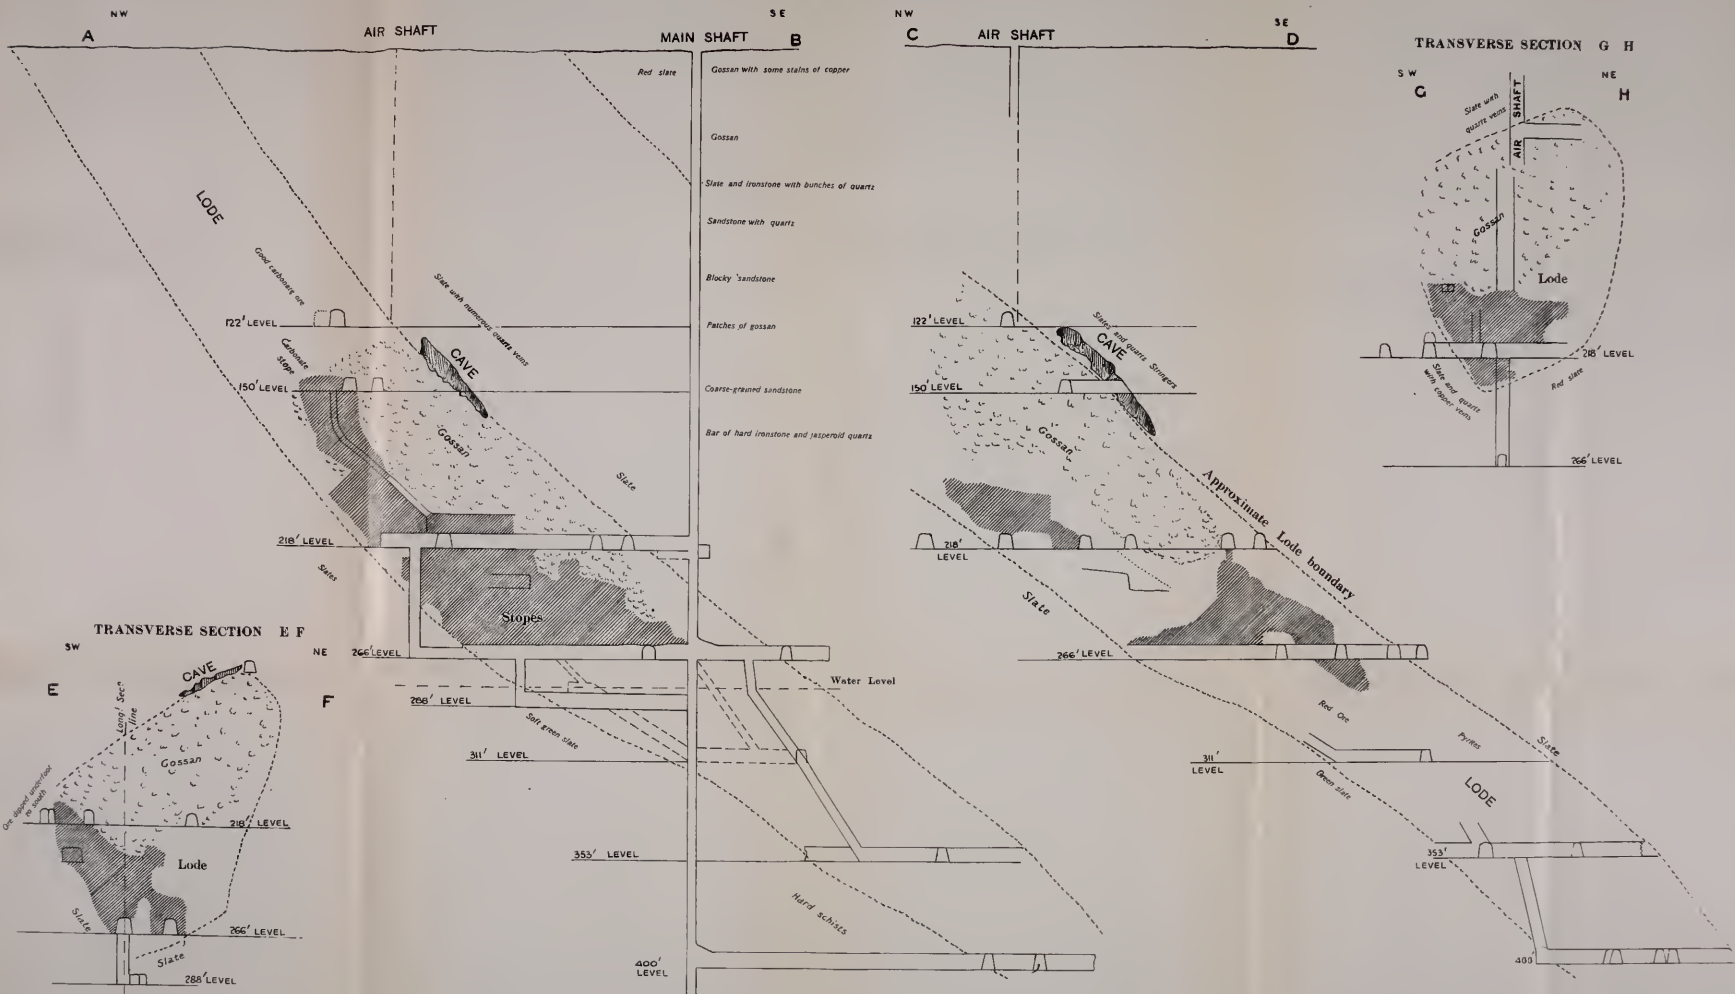 NW
SE
A
AIR SHAFT
MAIN SHAFT
B
Red slate
Gossan with some stains of copper
Gossan
Slate and ironstone with bunches of quartz
Sandstone with quartz
Blocky sandstone
Patches of gossan
Coarse-grained sandstone
Bar of hard ironstone and jasperoid quartz
LODE
Good carbonate ore
Slate with numerous quartz veins
122' LEVEL
CAVE
Carbonate
stope
150' LEVEL
Gossan
Slate
218' LEVEL
Slates
Stopes
266' LEVEL
Water Level
288' LEVEL
Soft green slate
311' LEVEL
353' LEVEL
Hard schists
400'
LEVEL
TRANSVERSE SECTION E F
SW
NE
E
F
CAVE
Long! Secn
line
Gossan
Ore dipped underfoot
to south
218' LEVEL
Lode
Slate
266' LEVEL
Slate
288' LEVEL
NW
SE
C
AIR SHAFT
D
122' LEVEL
Slates and quartz Stringers
CAVE
150' LEVEL
Gossan
Approximate Lode boundary
218'
LEVEL
Slate
266' LEVEL
Red Ore
Pyrites
Slate
311'
LEVEL
Green slate
LODE
353'
LEVEL
400'
TRANSVERSE SECTION G H
SW
NE
G
H
Slate with
quartz veins
AIR SHAFT
Gossan
Lode
218' LEVEL
Slate and quartz
with copper veins
Red slate
266' LEVEL